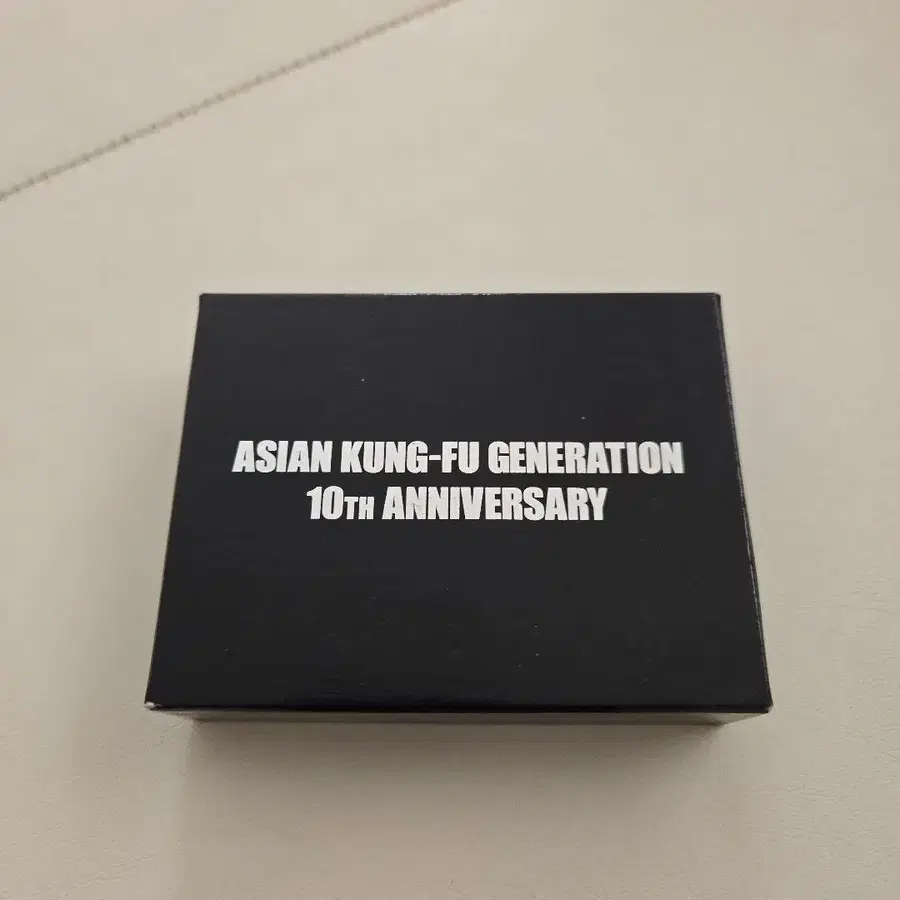 ASIAN KUNG-FU GENERATION
10TH ANNIVERSARY